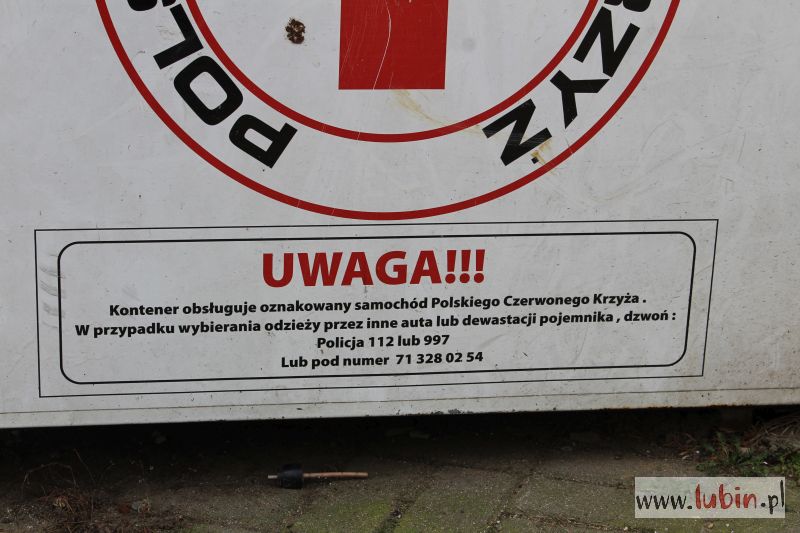 POLS
RZYŻ
UWAGA!!!
Kontener obsługuje oznakowany samochód Polskiego Czerwonego Krzyża .
W przypadku wybierania odzieży przez inne auta lub dewastacji pojemnika , dzwoń :
Policja 112 lub 997
Lub pod numer 71 328 02 54
www.lubin.pl